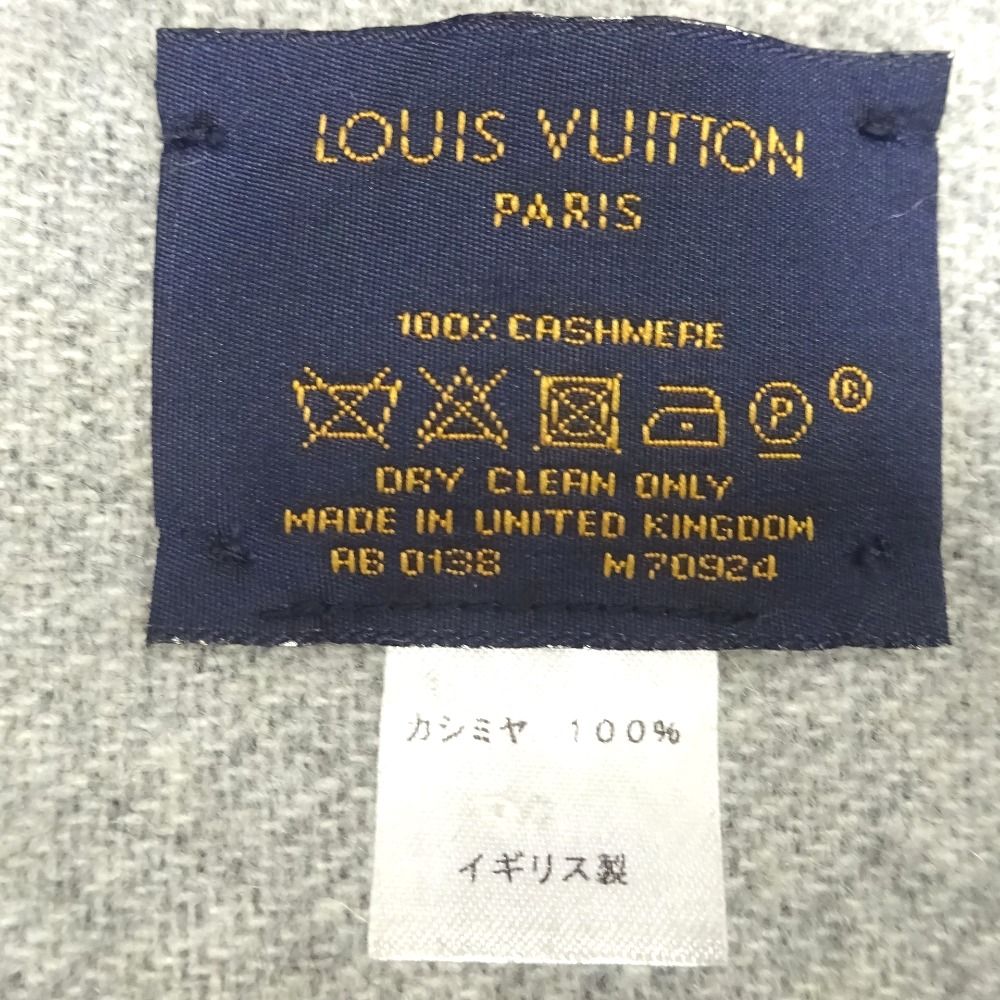 LOUIS VUITTON
PARIS
100% CASHMERE
P ®
DRY CLEAN ONLY
MADE IN UNITED KINGDOM
AB 0138 M70924
カシミヤ 100%
イギリス製